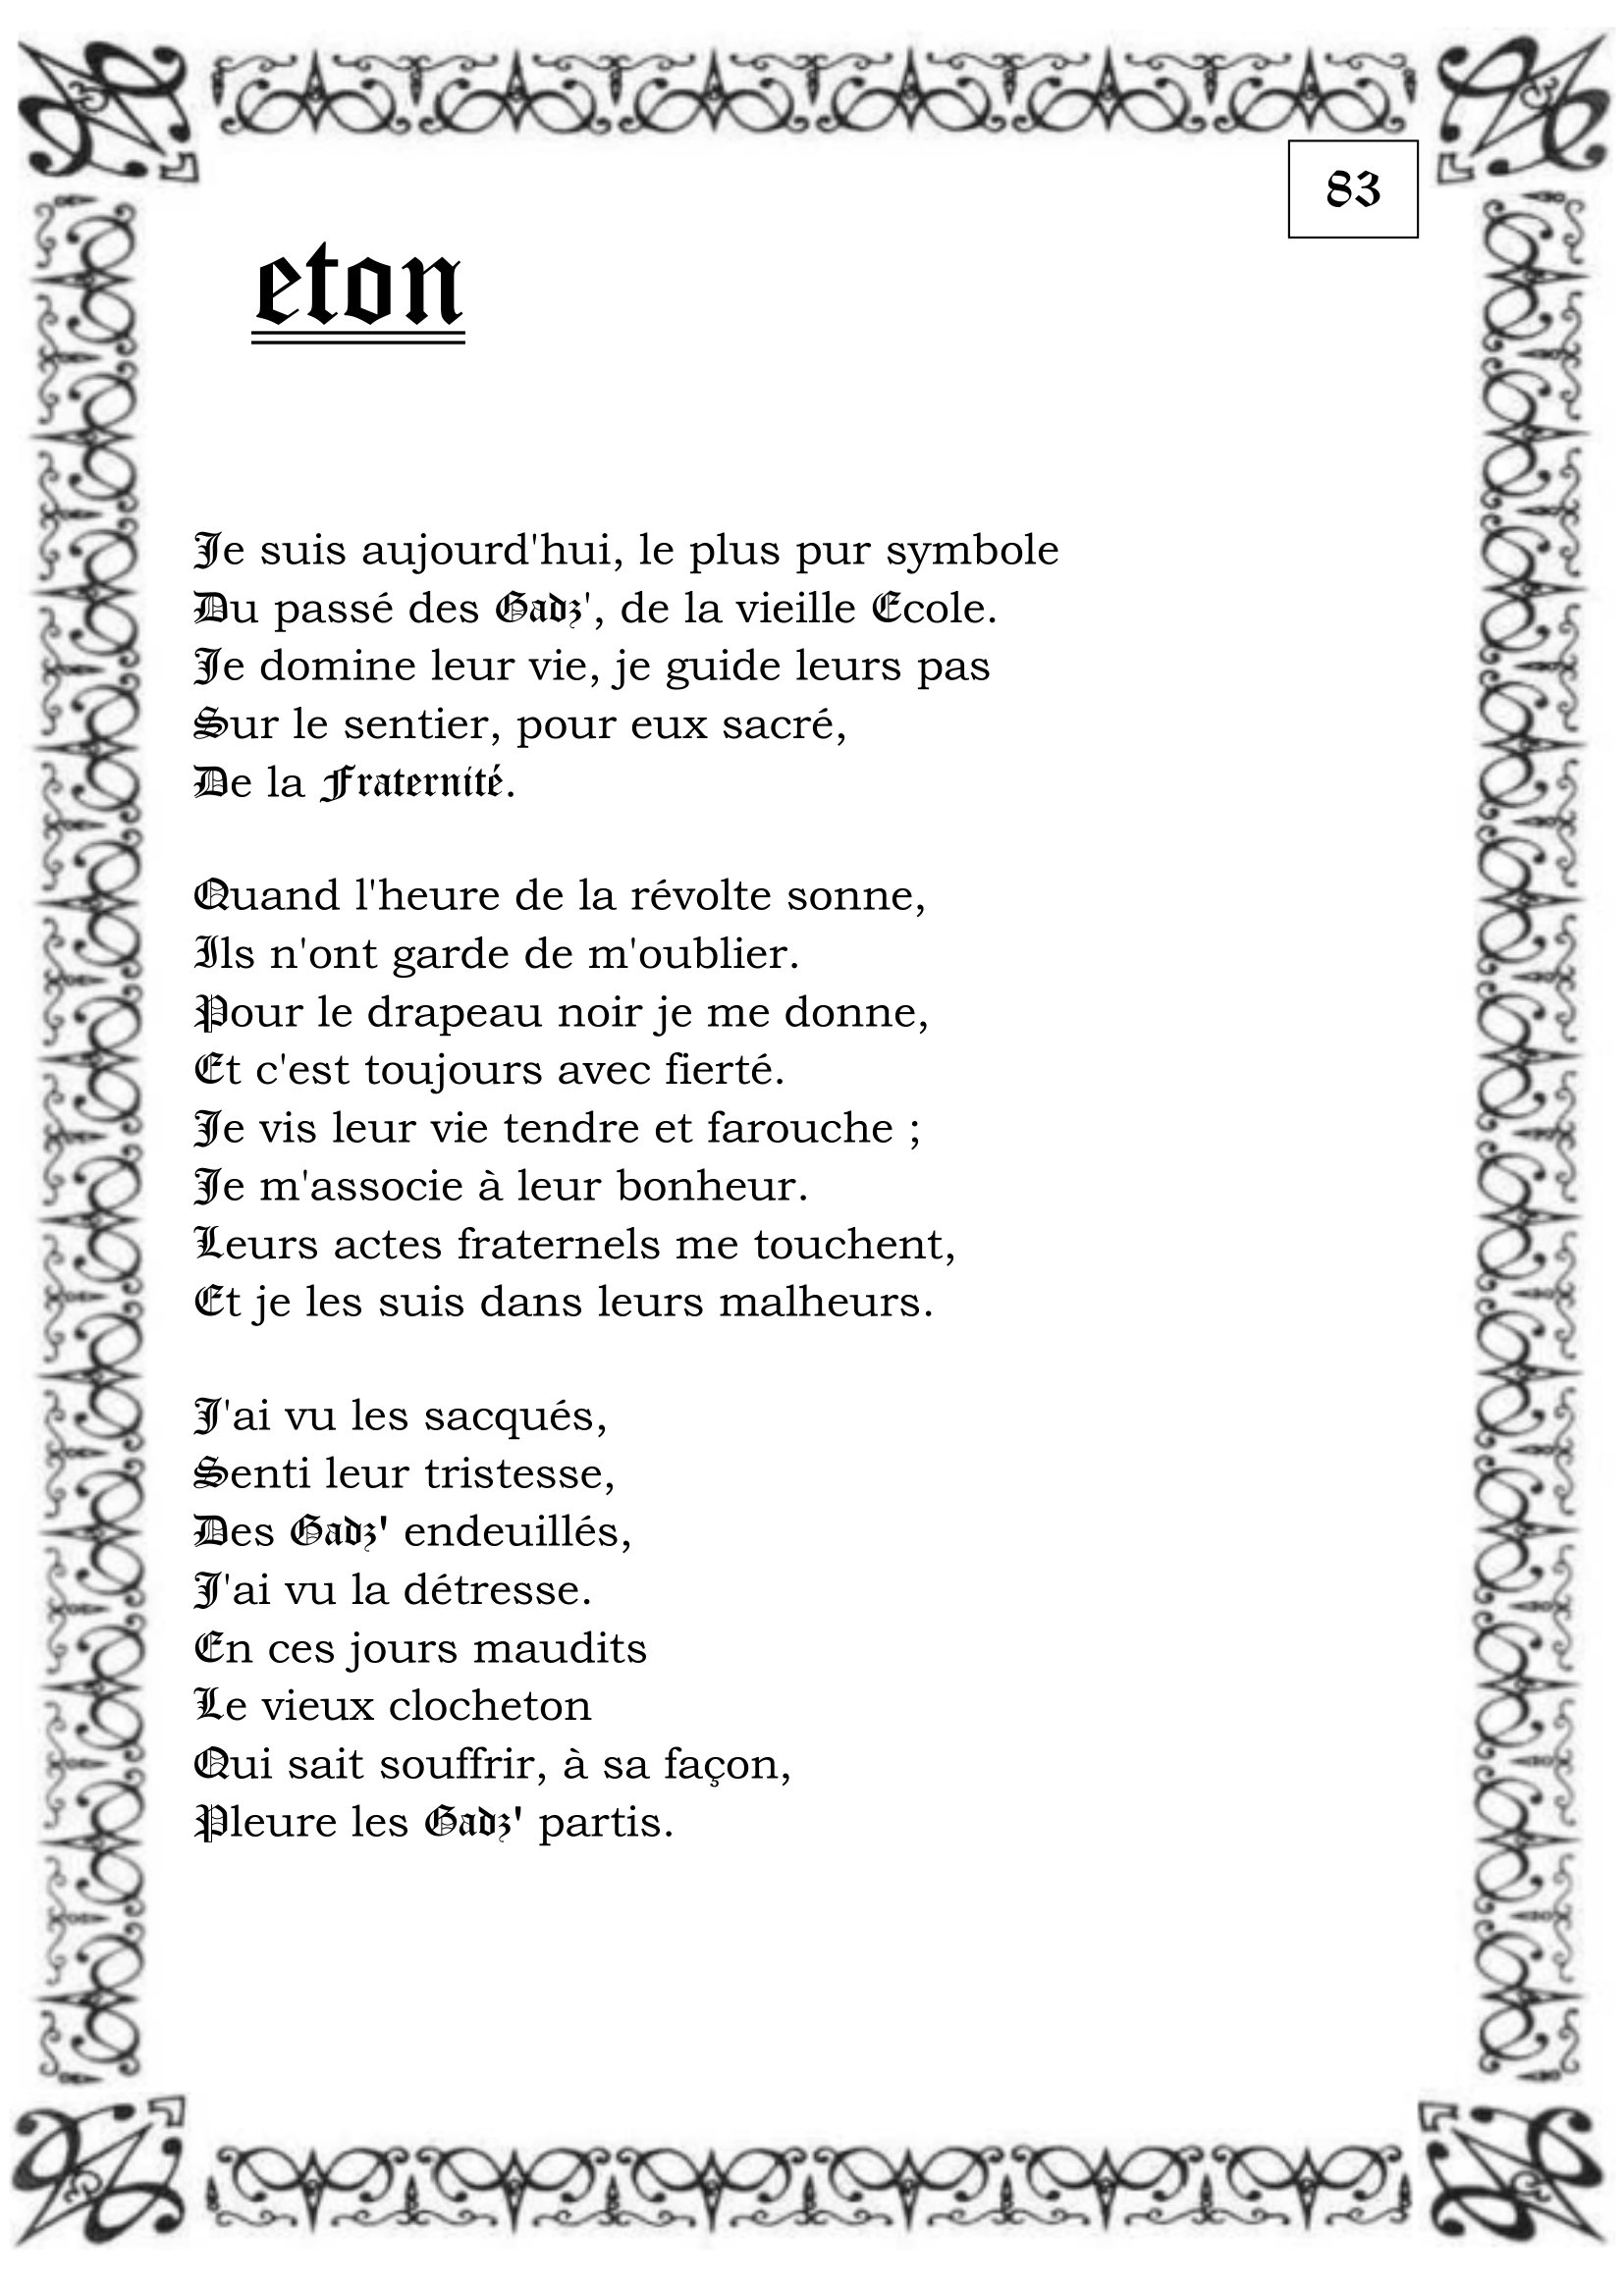 83
eton
Je suis aujourd'hui, le plus pur symbole
Du passé des Gadz', de la vieille Ecole.
Je domine leur vie, je guide leurs pas
Sur le sentier, pour eux sacré,
De la Fraternité.
Quand l'heure de la révolte sonne,
Ils n'ont garde de m'oublier.
Pour le drapeau noir je me donne,
Et c'est toujours avec fierté.
Je vis leur vie tendre et farouche ;
Je m'associe à leur bonheur.
Leurs actes fraternels me touchent,
Et je les suis dans leurs malheurs.
J'ai vu les sacqués,
Senti leur tristesse,
Des Gadz' endeuillés,
J'ai vu la détresse.
En ces jours maudits
Le vieux clocheton
Qui sait souffrir, à sa façon,
Pleure les Gadz' partis.